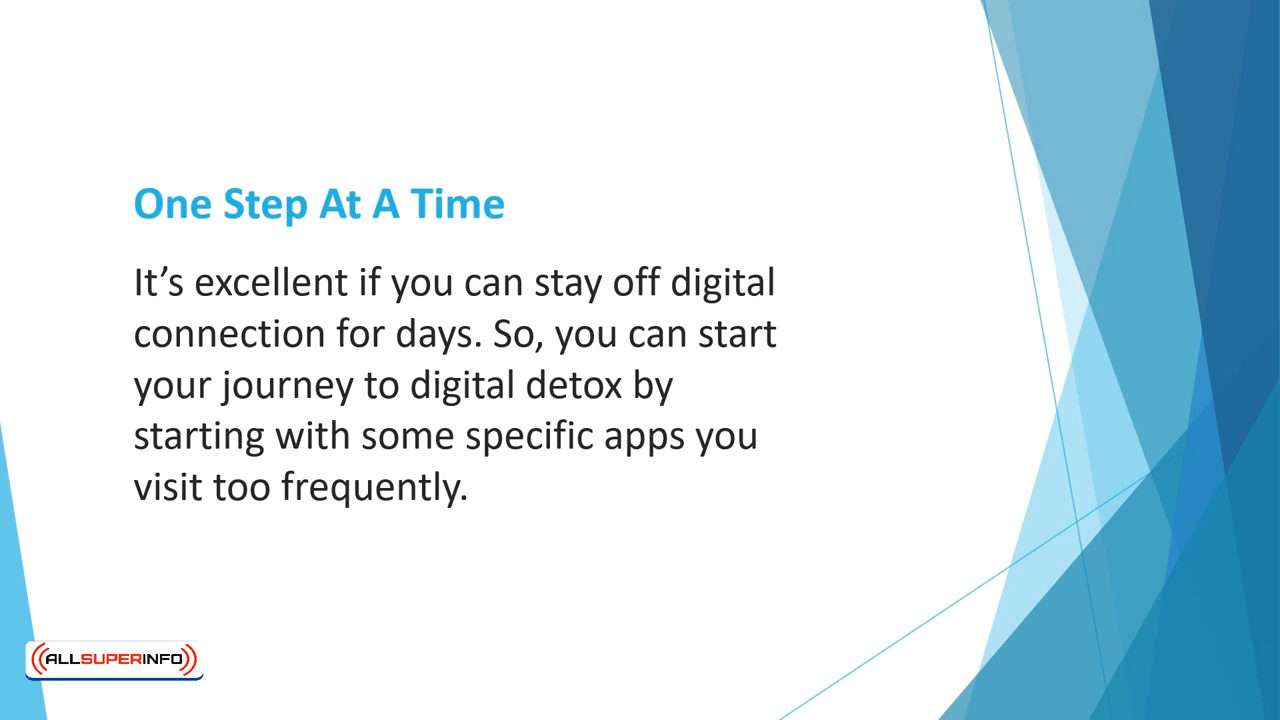 One Step At A Time
It’s excellent if you can stay off digital
connection for days. So, you can start
your journey to digital detox by
starting with some specific apps you
visit too frequently.
ALLSUPERINFO